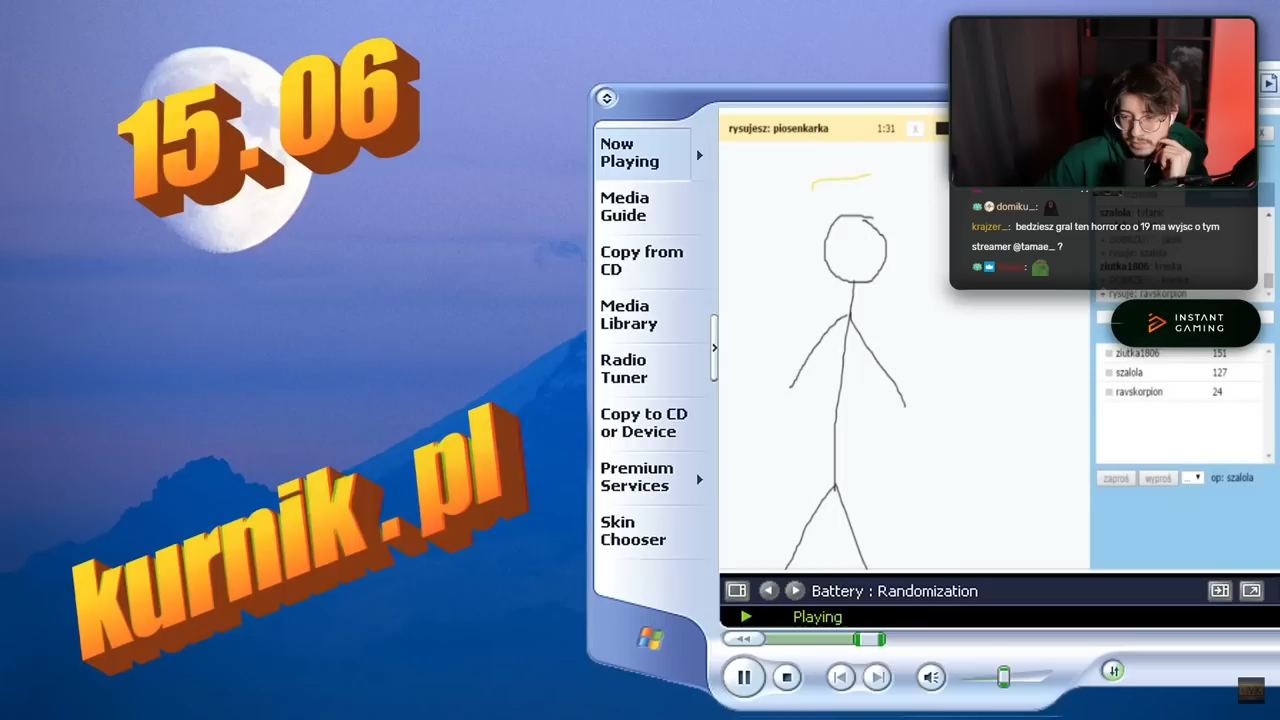 15.06
kurnik.pl
Now
Playing
Media
Guide
Copy from
CD
Media
Library
Radio
Tuner
Copy to CD
or Device
Premium
Services
Skin
Chooser
rysujesz: piosenkarka 1:31 X
domiku_:
krajzer_: bedziesz gral ten horror co o 19 ma wyjsc o tym
streamer @tamae_ ?
ziutka1806: kreska
+ rysuje: ravskorpion
INSTANT
GAMING
ziutka1806 151
szalola 127
ravskorpion 24
zaproś wyproś ... op: szalola
Battery : Randomization
Playing